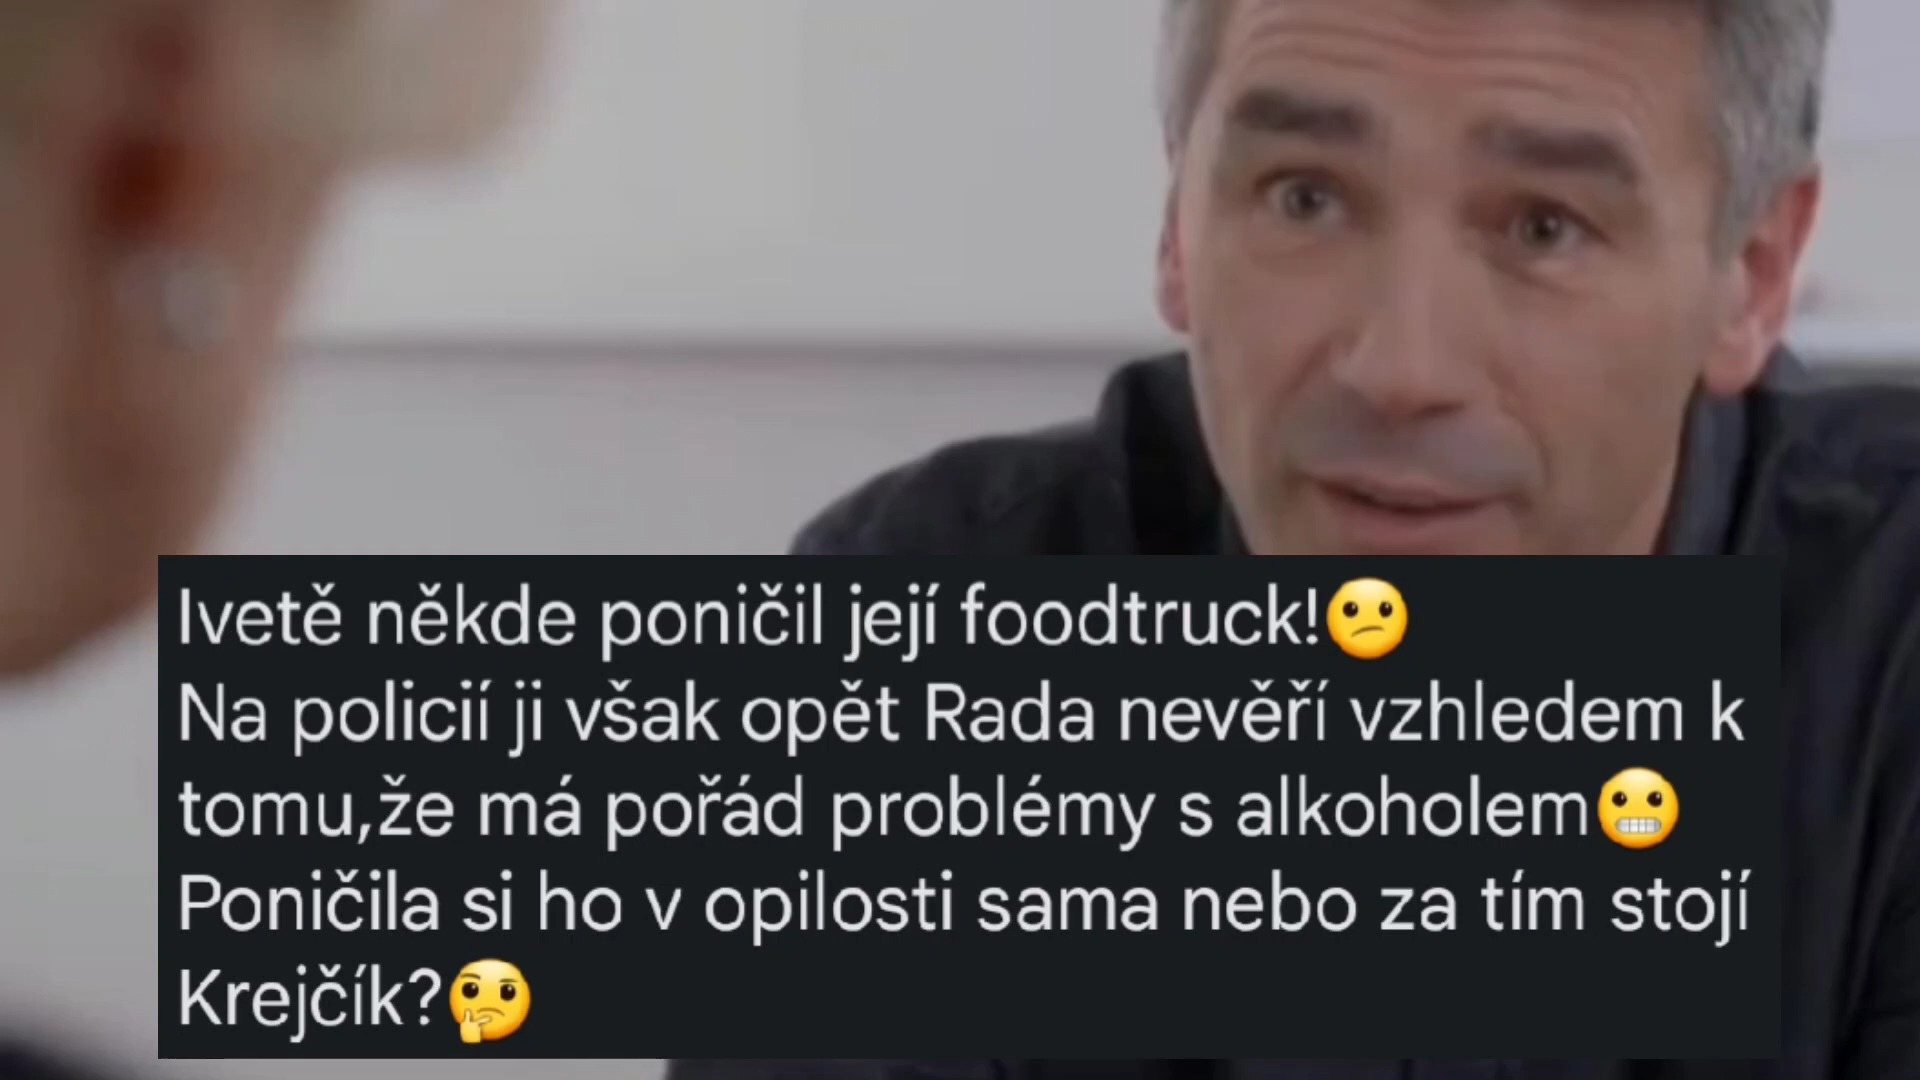 Ivetě někde poničil její foodtruck!😕
Na policií ji však opět Rada nevěří vzhledem k
tomu,že má pořád problémy s alkoholem😬
Poničila si ho v opilosti sama nebo za tím stojí
Krejčík?🤔